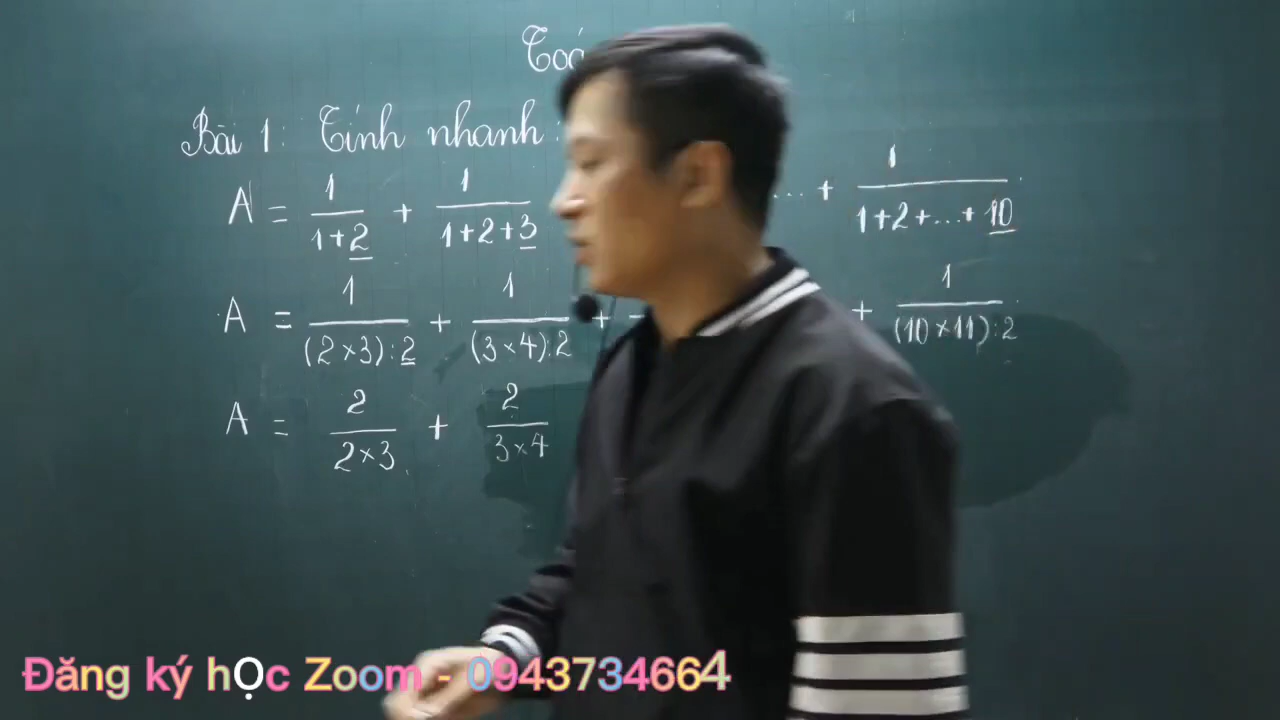 Bài 1: Tính nhanh:
A = 1/(1+2) + 1/(1+2+3) ... + 1/(1+2+...+10)
A = 1/((2×3):2) + 1/((3×4):2) + + 1/((10×11):2)
A = 2/(2×3) + 2/(3×4)
Đăng ký học Zoom - 0943734664